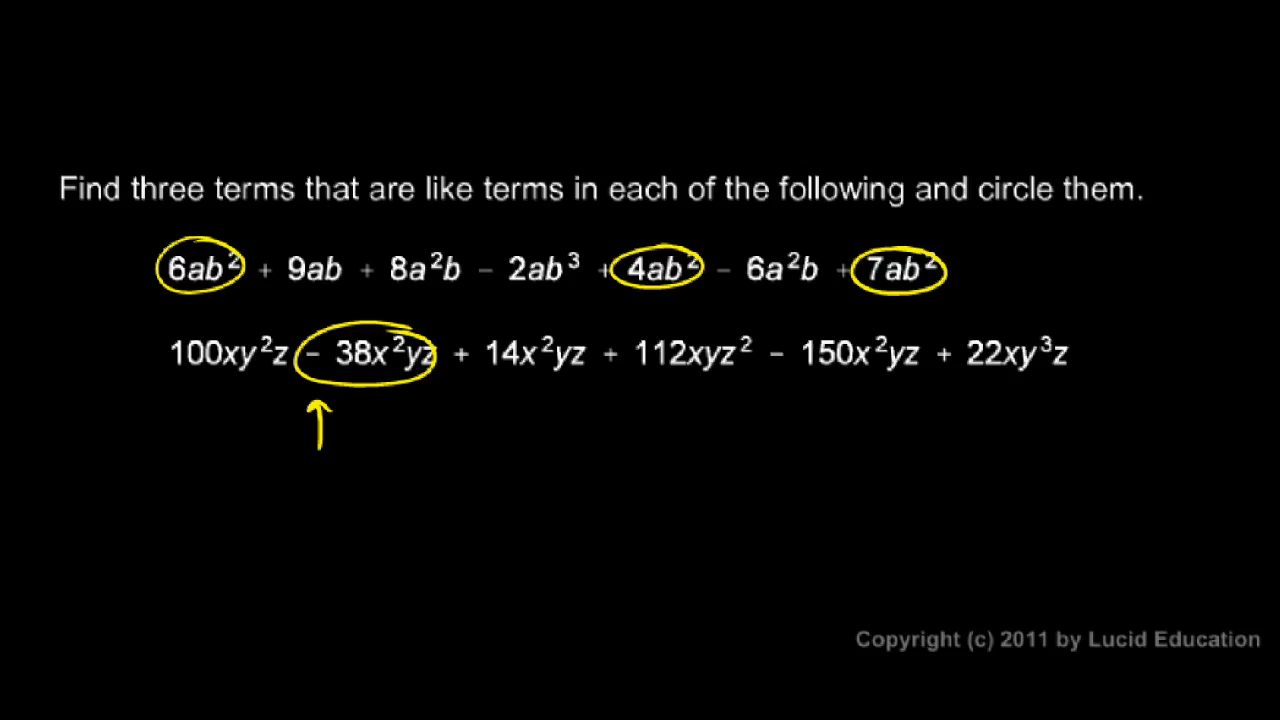 Find three terms that are like terms in each of the following and circle them.
6ab² + 9ab + 8a²b − 2ab³ + 4ab² − 6a²b + 7ab²
100xy²z − 38x²yz + 14x²yz + 112xyz² − 150x²yz + 22xy³z
Copyright (c) 2011 by Lucid Education